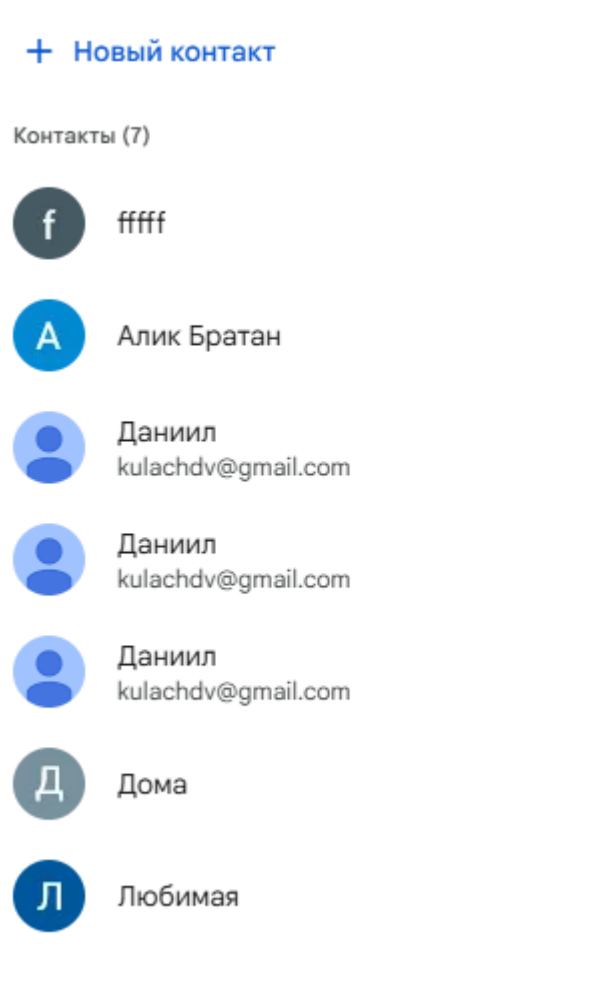 + Новый контакт
Контакты (7)
f
fffff
А
Алик Братан
Даниил
kulachdv@gmail.com
Даниил
kulachdv@gmail.com
Даниил
kulachdv@gmail.com
Д
Дома
Л
Любимая